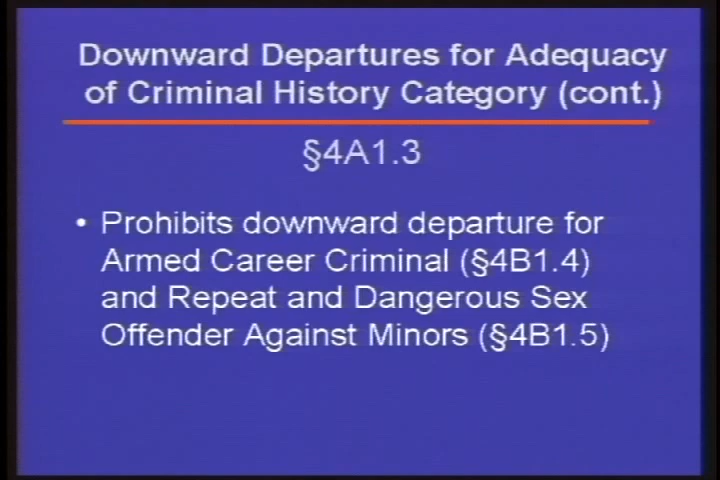 Downward Departures for Adequacy
of Criminal History Category (cont.)
§4A1.3
• Prohibits downward departure for
Armed Career Criminal (§4B1.4)
and Repeat and Dangerous Sex
Offender Against Minors (§4B1.5)